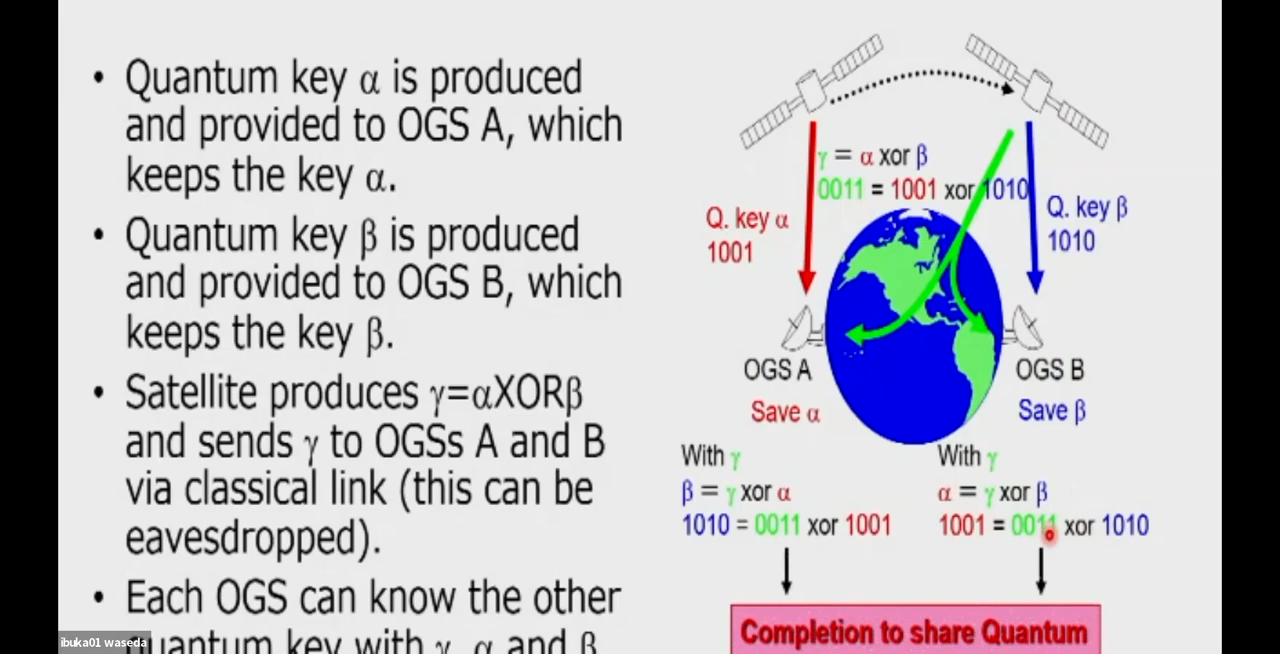 • Quantum key α is produced
and provided to OGS A, which
keeps the key α.
• Quantum key β is produced
and provided to OGS B, which
keeps the key β.
• Satellite produces γ=αXORβ
and sends γ to OGSs A and B
via classical link (this can be
eavesdropped).
• Each OGS can know the other
quantum key with γ, α and β
ibuka01 waseda
γ = α xor β
0011 = 1001 xor 1010
Q. key α
1001
Q. key β
1010
OGS A
Save α
OGS B
Save β
With γ
β = γ xor α
1010 = 0011 xor 1001
With γ
α = γ xor β
1001 = 0011 xor 1010
Completion to share Quantum